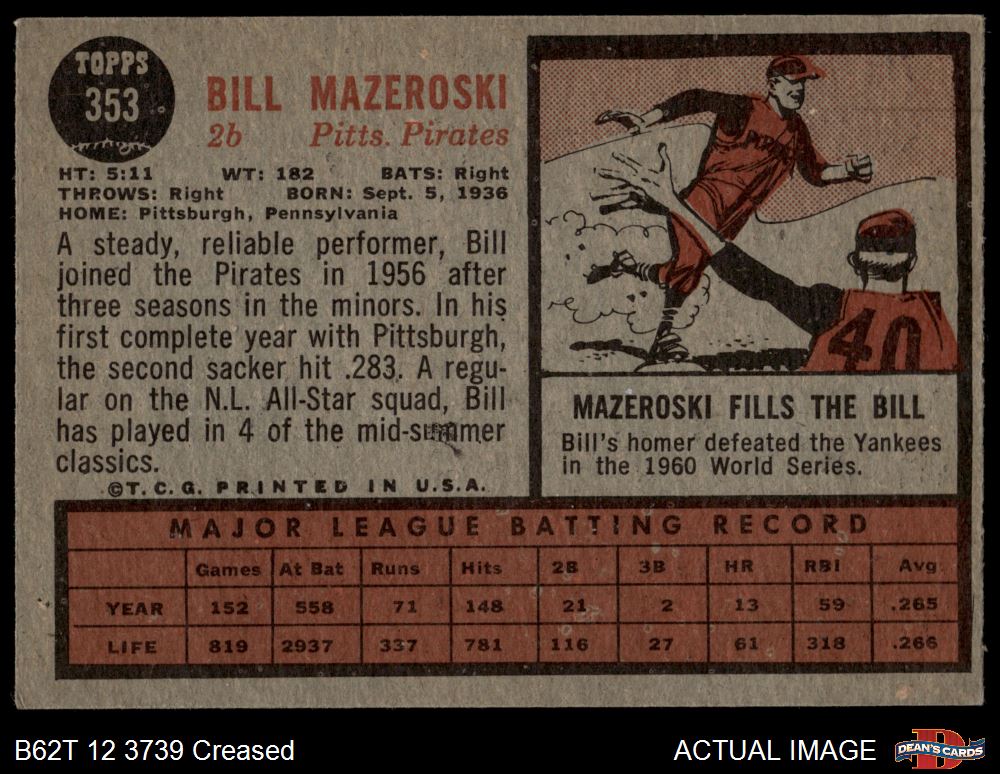 TOPPS
353
BILL MAZEROSKI
2b Pitts. Pirates
HT: 5:11 WT: 182 BATS: Right
THROWS: Right BORN: Sept. 5, 1936
HOME: Pittsburgh, Pennsylvania
A steady, reliable performer, Bill
joined the Pirates in 1956 after
three seasons in the minors. In his
first complete year with Pittsburgh,
the second sacker hit .283. A regu-
lar on the N.L. All-Star squad, Bill
has played in 4 of the mid-summer
classics.
©T.C.G. PRINTED IN U.S.A.
40
MAZEROSKI FILLS THE BILL
Bill's homer defeated the Yankees
in the 1960 World Series.
MAJOR LEAGUE BATTING RECORD
Games At Bat Runs Hits 2B 3B HR RBI Avg.
YEAR 152 558 71 148 21 2 13 59 .265
LIFE 819 2937 337 781 116 27 61 318 .266
B62T 12 3739 Creased
ACTUAL IMAGE
DEAN'S CARDS